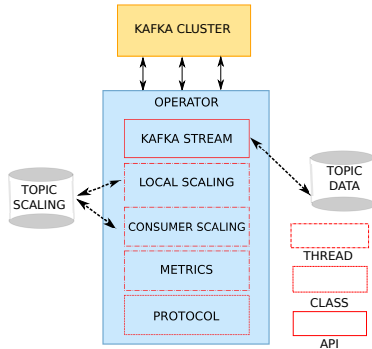 KAFKA CLUSTER
OPERATOR
KAFKA STREAM
LOCAL SCALING
CONSUMER SCALING
METRICS
PROTOCOL
TOPIC
SCALING
TOPIC
DATA
THREAD
CLASS
API